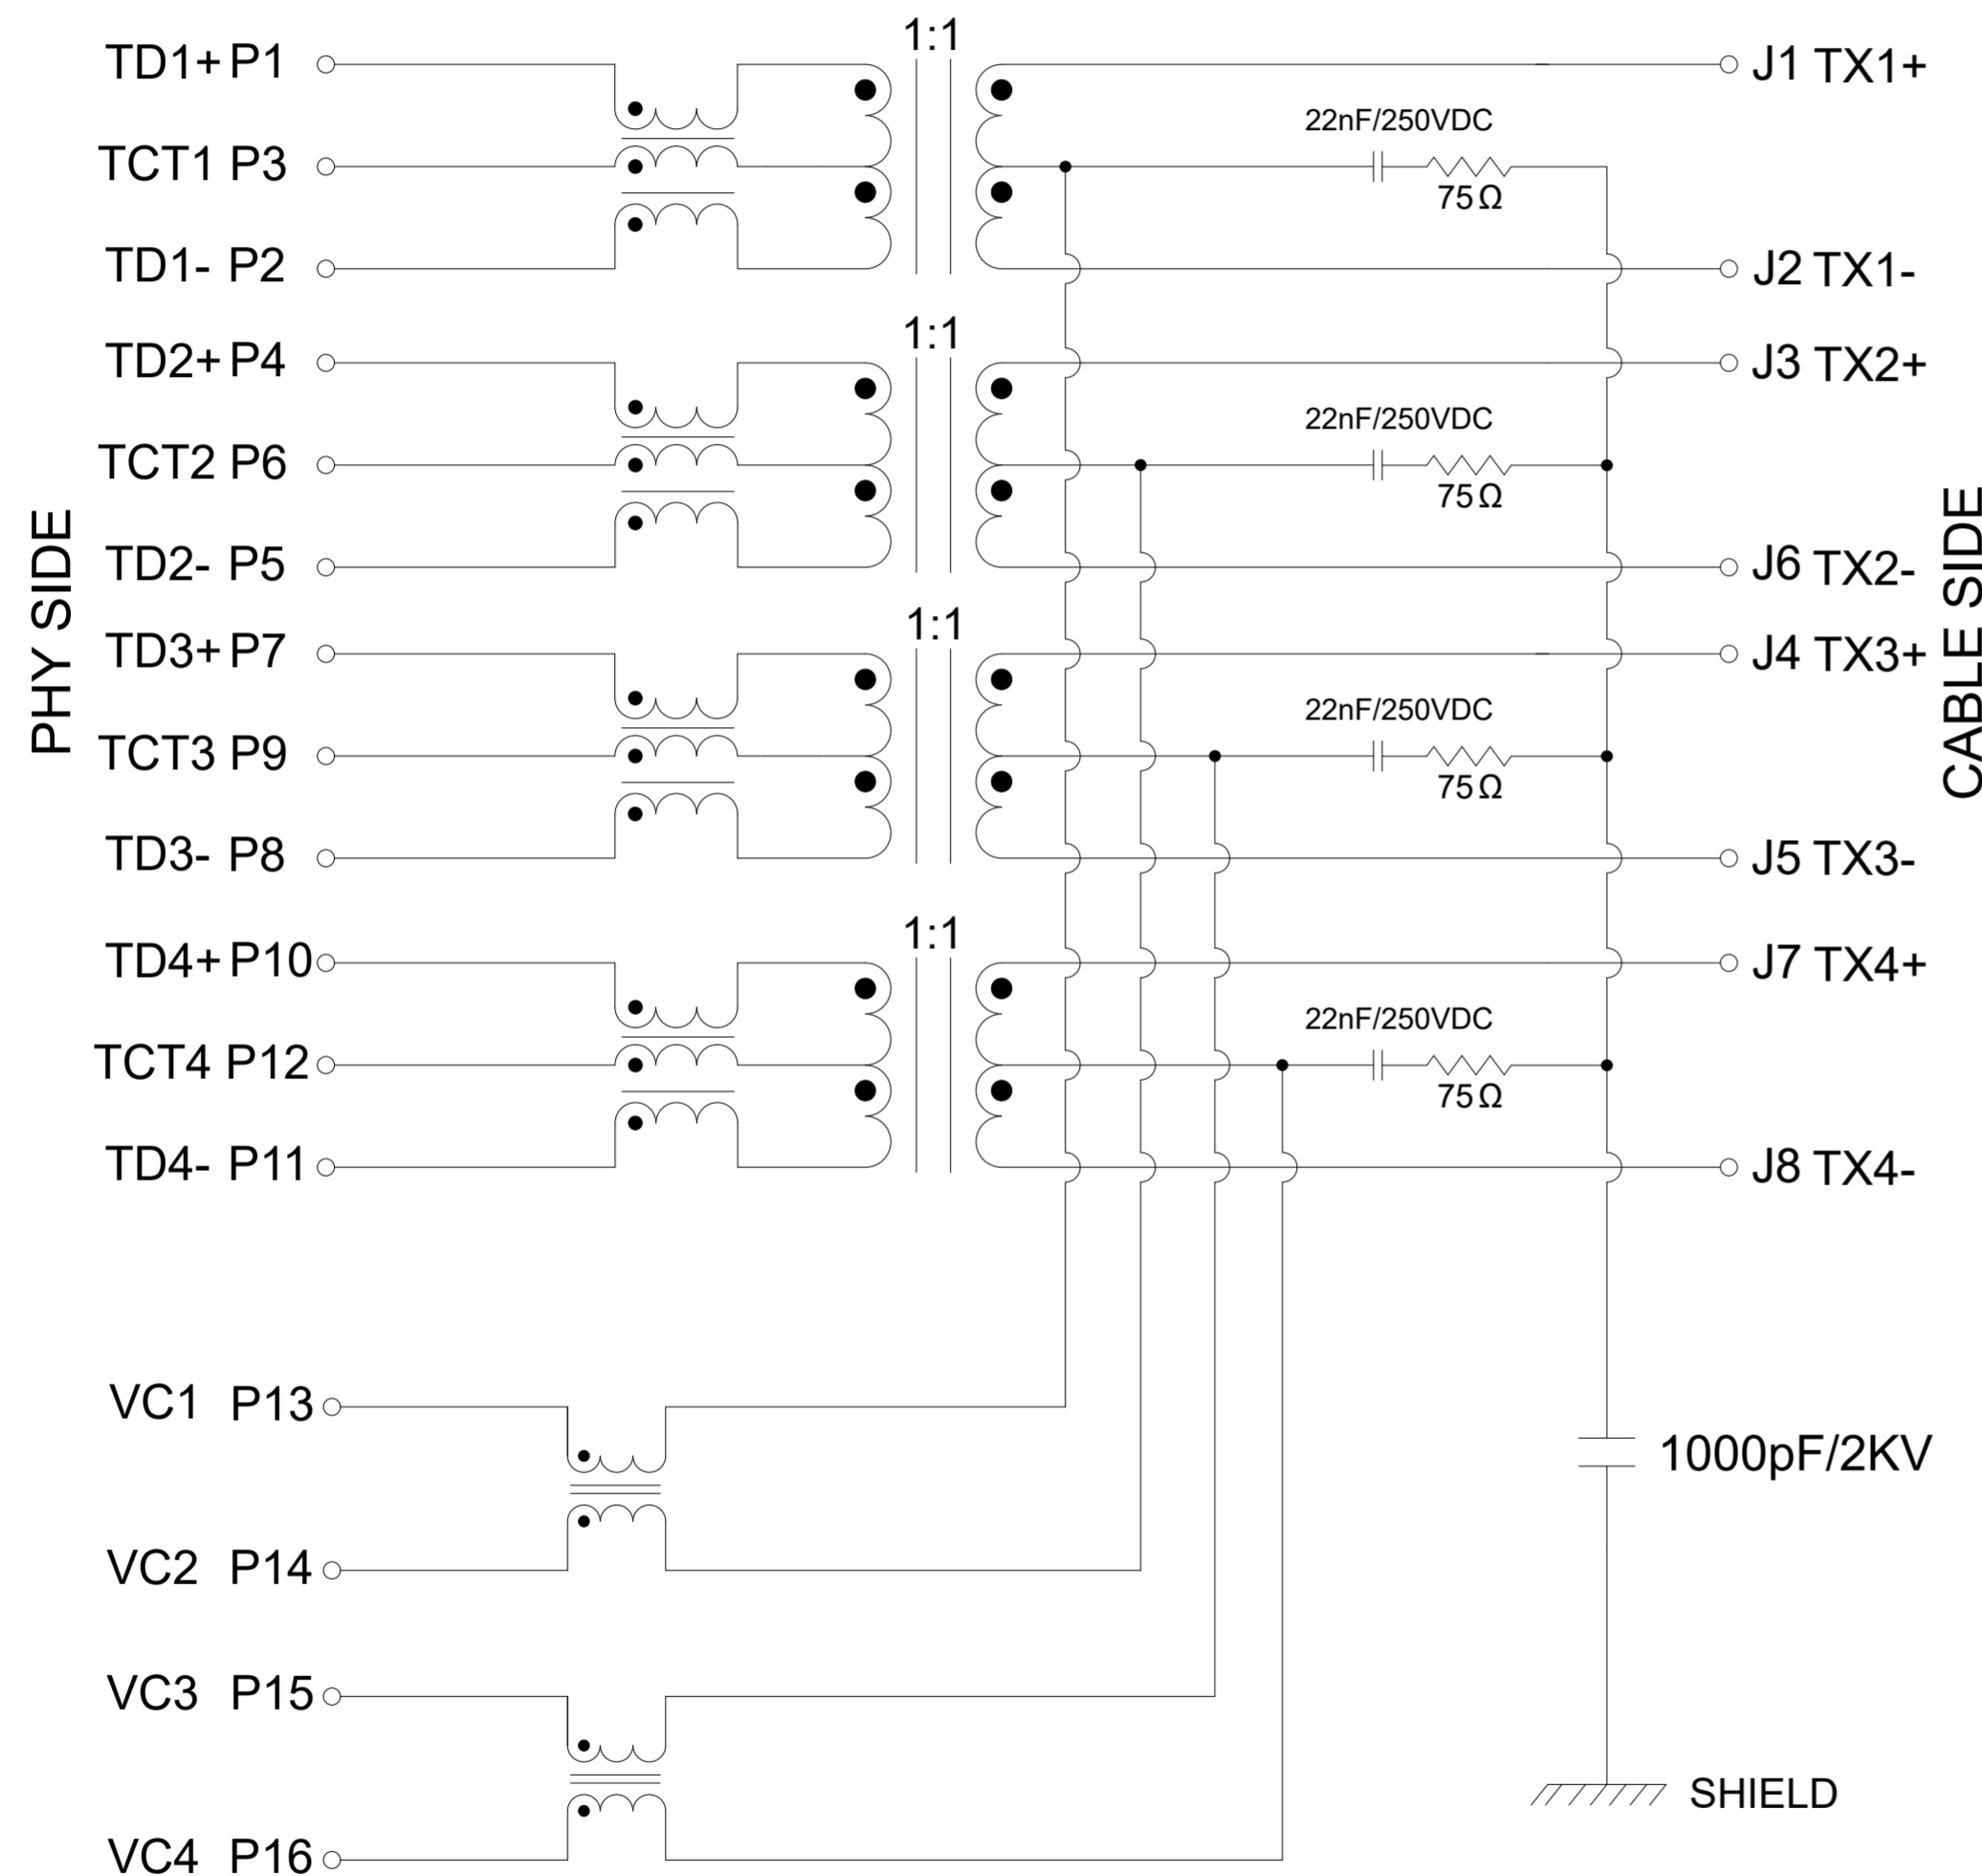 1:1
TD1+ P1
J1 TX1+
22nF/250VDC
TCT1 P3
75Ω
TD1- P2
J2 TX1-
1:1
TD2+ P4
J3 TX2+
22nF/250VDC
TCT2 P6
75Ω
TD2- P5
J6 TX2-
PHY SIDE
CABLE SIDE
1:1
TD3+ P7
J4 TX3+
22nF/250VDC
TCT3 P9
75Ω
TD3- P8
J5 TX3-
1:1
TD4+ P10
J7 TX4+
22nF/250VDC
TCT4 P12
75Ω
TD4- P11
J8 TX4-
VC1 P13
1000pF/2KV
VC2 P14
VC3 P15
SHIELD
VC4 P16